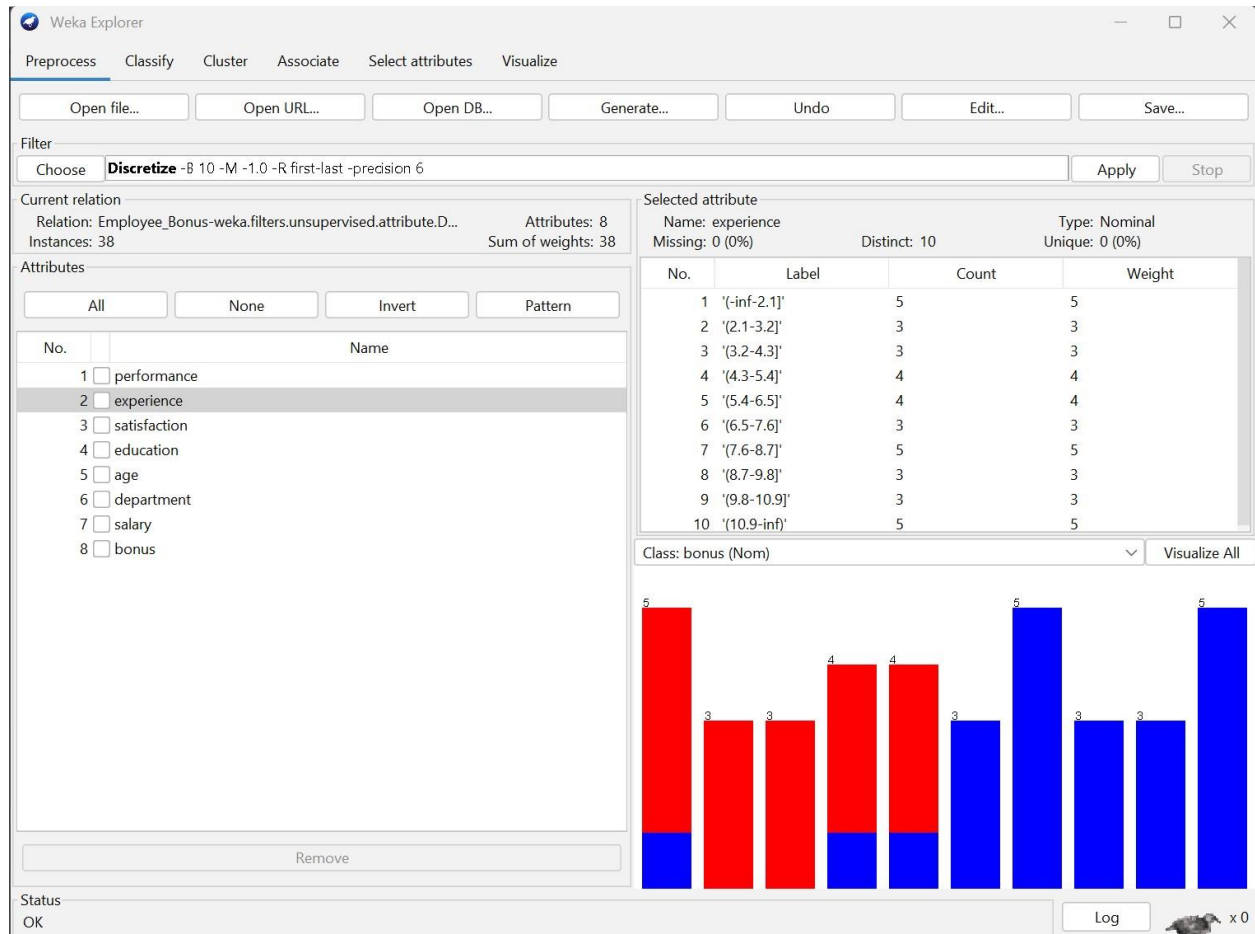 Weka Explorer
Preprocess Classify Cluster Associate Select attributes Visualize
Open file... Open URL... Open DB... Generate... Undo Edit... Save...
Filter
Choose Discretize -B 10 -M -1.0 -R first-last -precision 6 Apply Stop
Current relation
Relation: Employee_Bonus-weka.filters.unsupervised.attribute.D... Attributes: 8
Instances: 38 Sum of weights: 38
Attributes
All None Invert Pattern
No. Name
1 performance
2 experience
3 satisfaction
4 education
5 age
6 department
7 salary
8 bonus
Remove
Selected attribute
Name: experience Type: Nominal
Missing: 0 (0%) Distinct: 10 Unique: 0 (0%)
No. Label Count Weight
1 '(-inf-2.1]' 5 5
2 '(2.1-3.2]' 3 3
3 '(3.2-4.3]' 3 3
4 '(4.3-5.4]' 4 4
5 '(5.4-6.5]' 4 4
6 '(6.5-7.6]' 3 3
7 '(7.6-8.7]' 5 5
8 '(8.7-9.8]' 3 3
9 '(9.8-10.9]' 3 3
10 '(10.9-inf)' 5 5
Class: bonus (Nom) Visualize All
5 3 3 4 4 3 5 3 3 5
Status
OK Log x 0